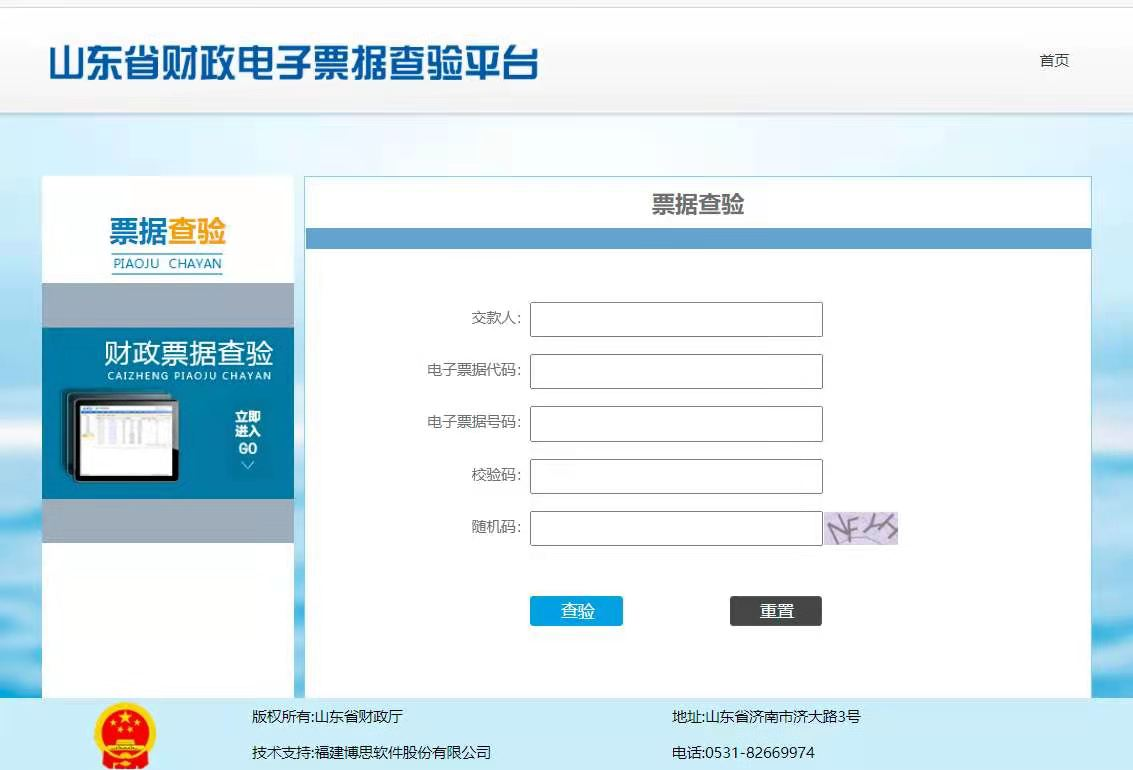 山东省财政电子票据查验平台
首页
票据查验
PIAOJU CHAYAN
财政票据查验
CAIZHENG PIAOJU CHAYAN
立即
进入
GO
票据查验
交款人:
电子票据代码:
电子票据号码:
校验码:
随机码:
查验
重置
版权所有:山东省财政厅
地址:山东省济南市济大路3号
技术支持:福建博思软件股份有限公司
电话:0531-82669974